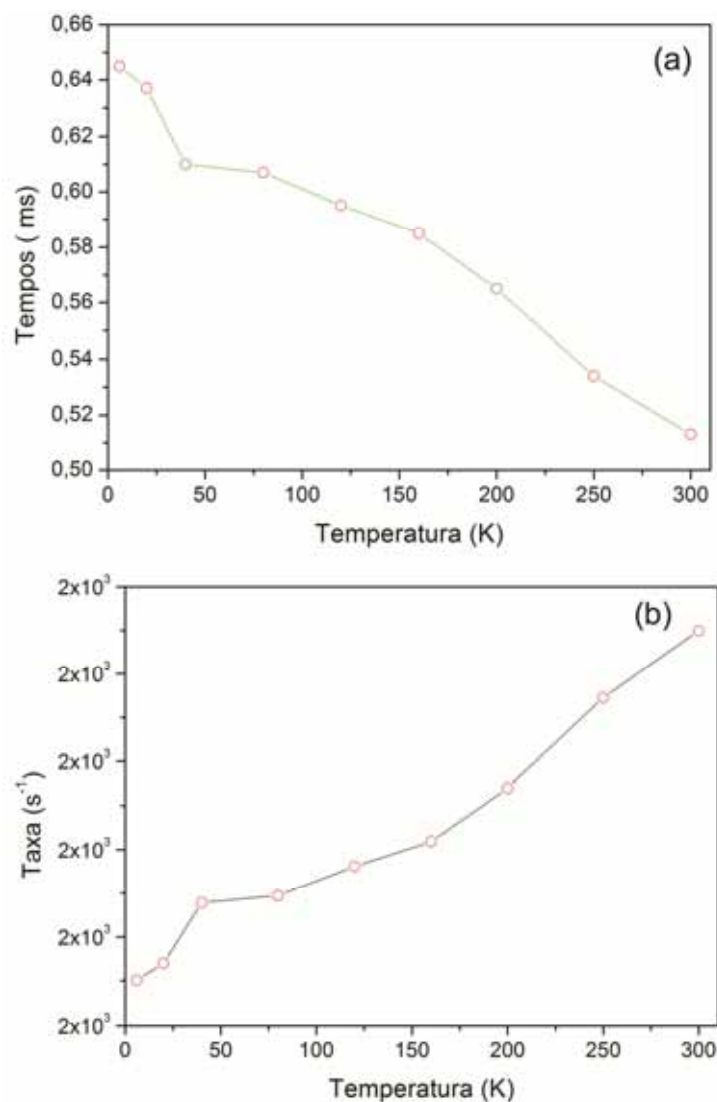 (a)
Tempos ( ms)
0,66
0,64
0,62
0,60
0,58
0,56
0,54
0,52
0,50
0 50 100 150 200 250 300
Temperatura (K)
(b)
Taxa (s⁻¹)
2x10³
2x10³
2x10³
2x10³
2x10³
2x10³
0 50 100 150 200 250 300
Temperatura (K)